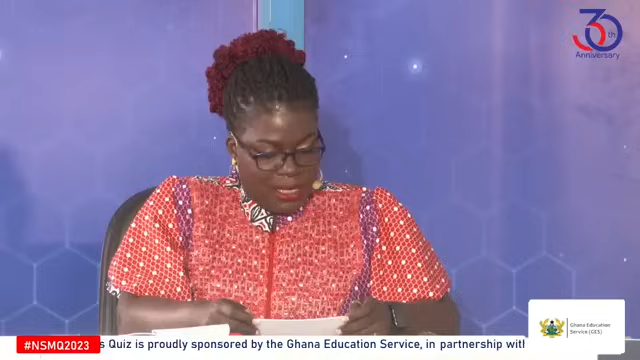 30th
Anniversary
Ghana Education
Service (GES)
#NSMQ2023
s Quiz is proudly sponsored by the Ghana Education Service, in partnership wit